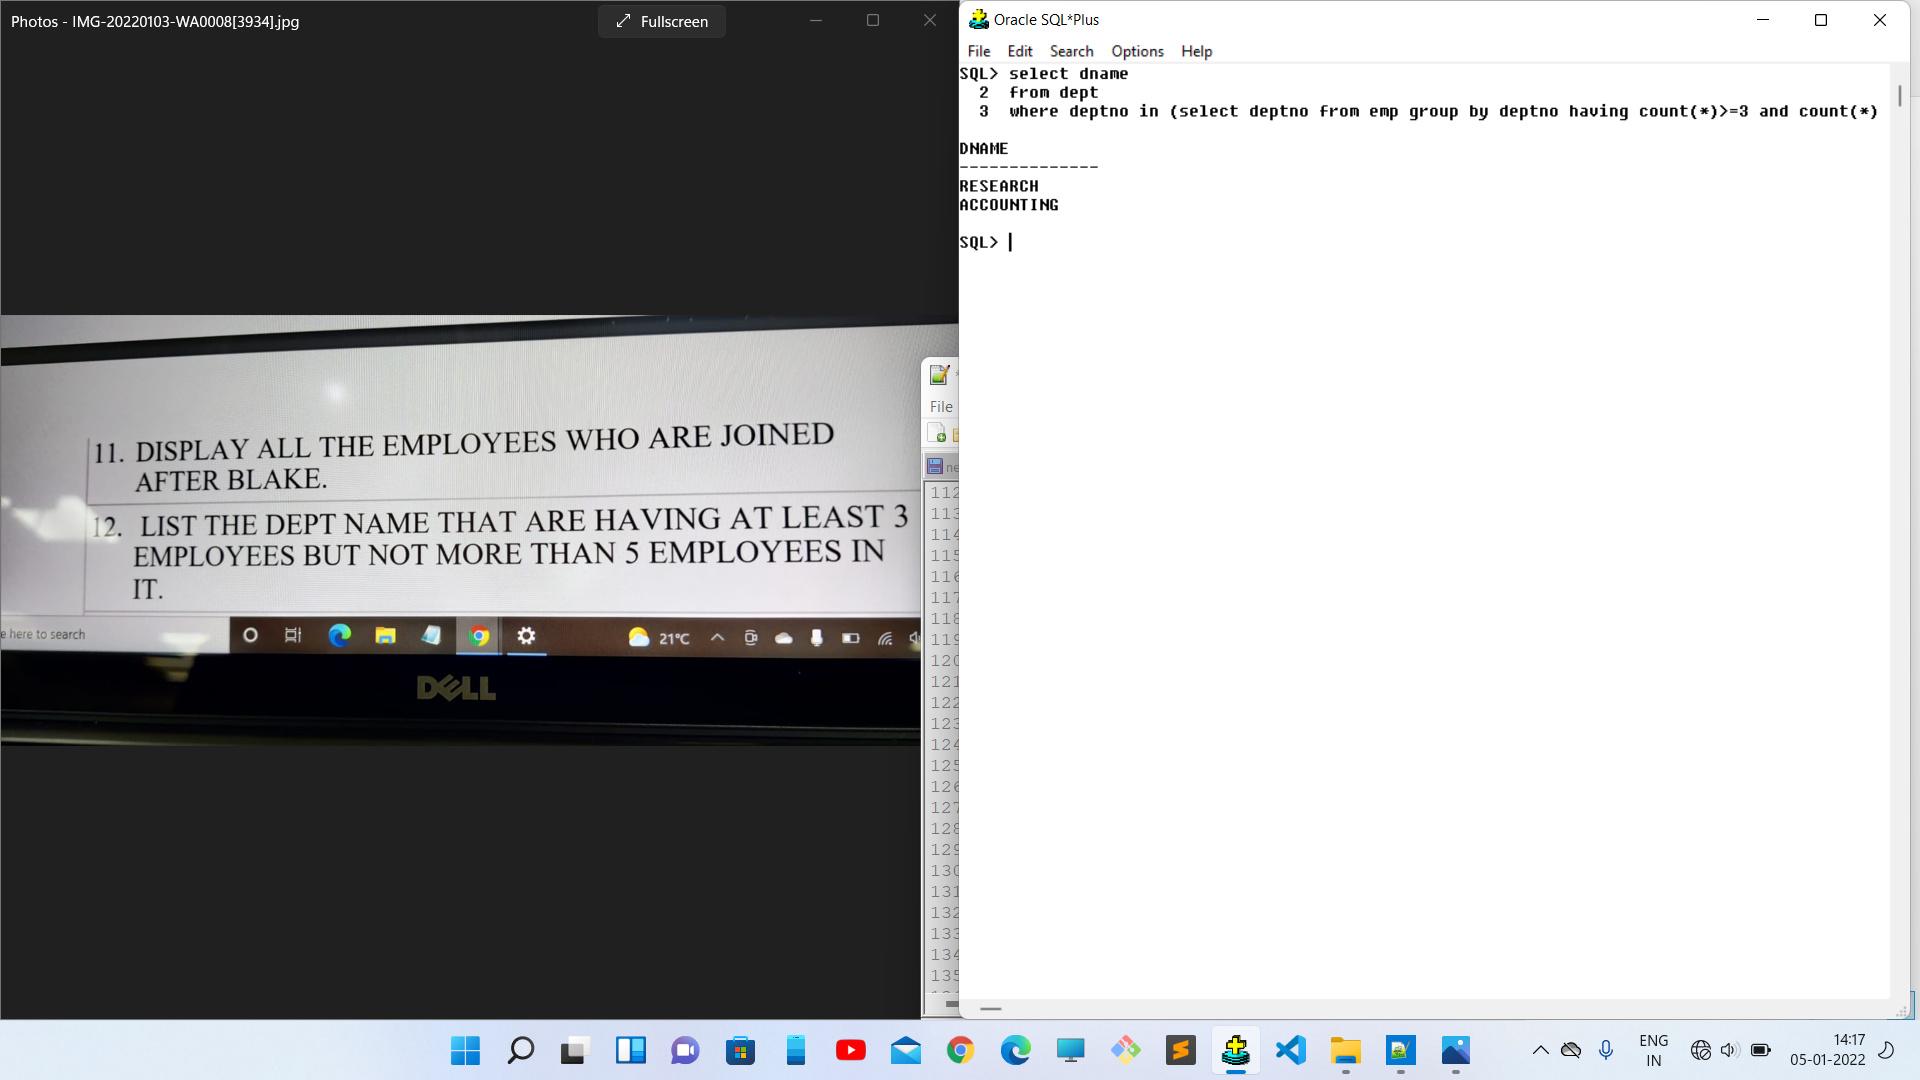 Photos - IMG-20220103-WA0008[3934].jpg
Fullscreen
11. DISPLAY ALL THE EMPLOYEES WHO ARE JOINED
AFTER BLAKE.
12. LIST THE DEPT NAME THAT ARE HAVING AT LEAST 3
EMPLOYEES BUT NOT MORE THAN 5 EMPLOYEES IN
IT.
e here to search
21°C
DELL
File
ne
112
113
114
115
116
117
118
119
120
121
122
123
124
125
126
127
128
129
130
131
132
133
134
135
Oracle SQL*Plus
File Edit Search Options Help
SQL> select dname
2 from dept
3 where deptno in (select deptno from emp group by deptno having count(*)>=3 and count(*)
DNAME
--------------
RESEARCH
ACCOUNTING
SQL>
ENG
IN
14:17
05-01-2022